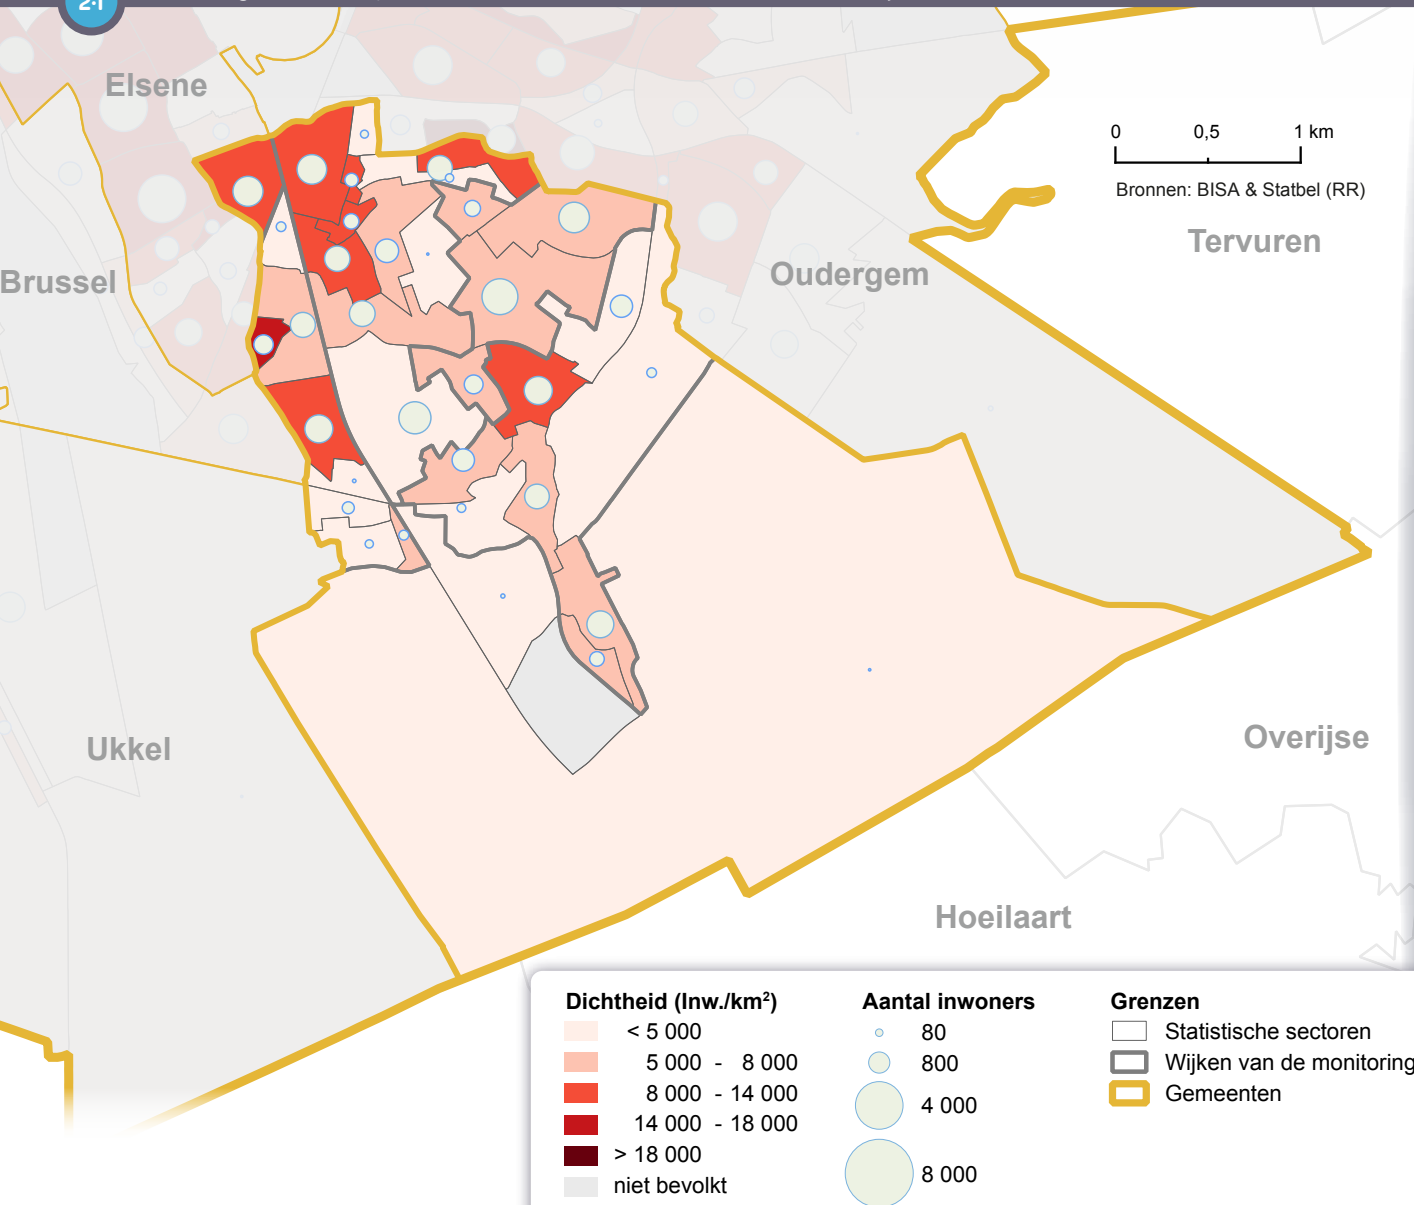 2.1
Elsene
0 0,5 1 km
Bronnen: BISA & Statbel (RR)
Tervuren
Oudergem
Brussel
Ukkel
Overijse
Hoeilaart
Dichtheid (Inw./km²)
< 5 000
5 000 - 8 000
8 000 - 14 000
14 000 - 18 000
> 18 000
niet bevolkt
Aantal inwoners
80
800
4 000
8 000
Grenzen
Statistische sectoren
Wijken van de monitoring
Gemeenten